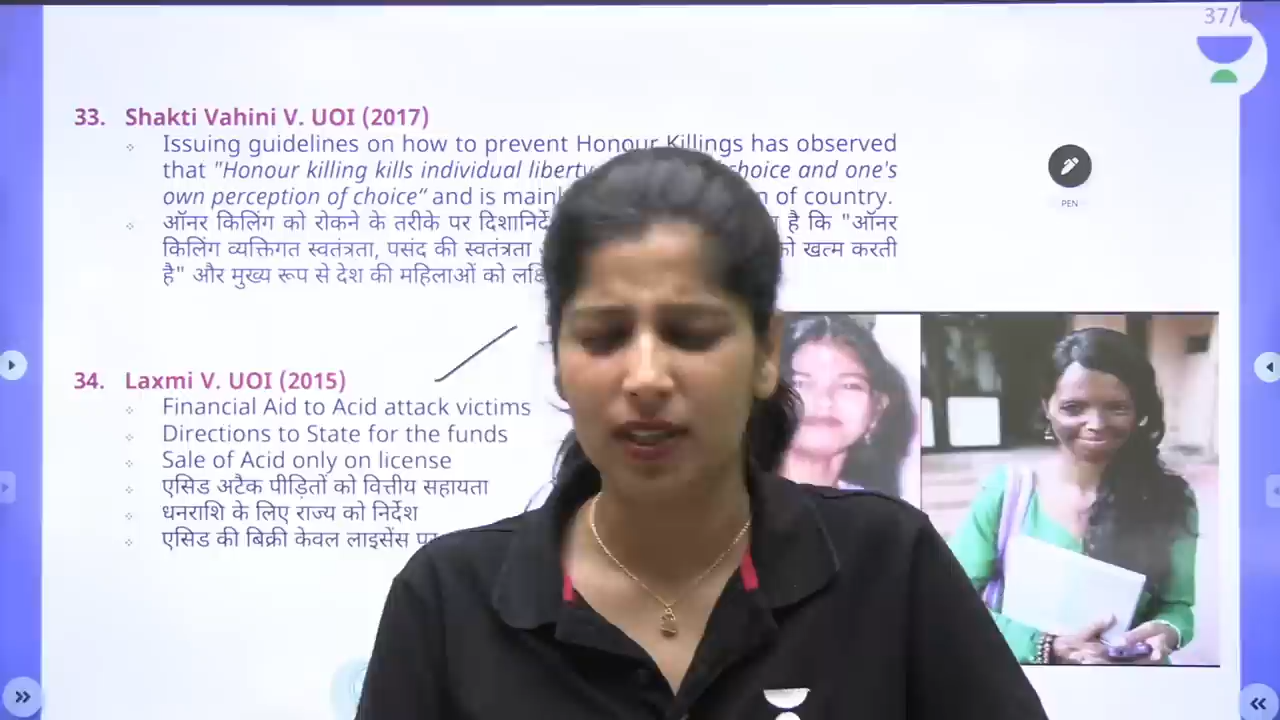 37/
33. Shakti Vahini V. UOI (2017)
Issuing guidelines on how to prevent Honour Killings has observed
that "Honour killing kills individual liberty choice and one's
own perception of choice” and is of country.
ऑनर किलिंग को रोकने के तरीके पर है कि "ऑनर
किलिंग व्यक्तिगत स्वतंत्रता, पसंद की स्वतंत्रता को खत्म करती
है" और मुख्य रूप से देश की महिलाओं को
PEN
34. Laxmi V. UOI (2015)
Financial Aid to Acid attack victims
Directions to State for the funds
Sale of Acid only on license
एसिड अटैक पीड़ितों को वित्तीय सहायता
धनराशि के लिए राज्य को निर्देश
एसिड की बिक्री केवल लाइसेंस